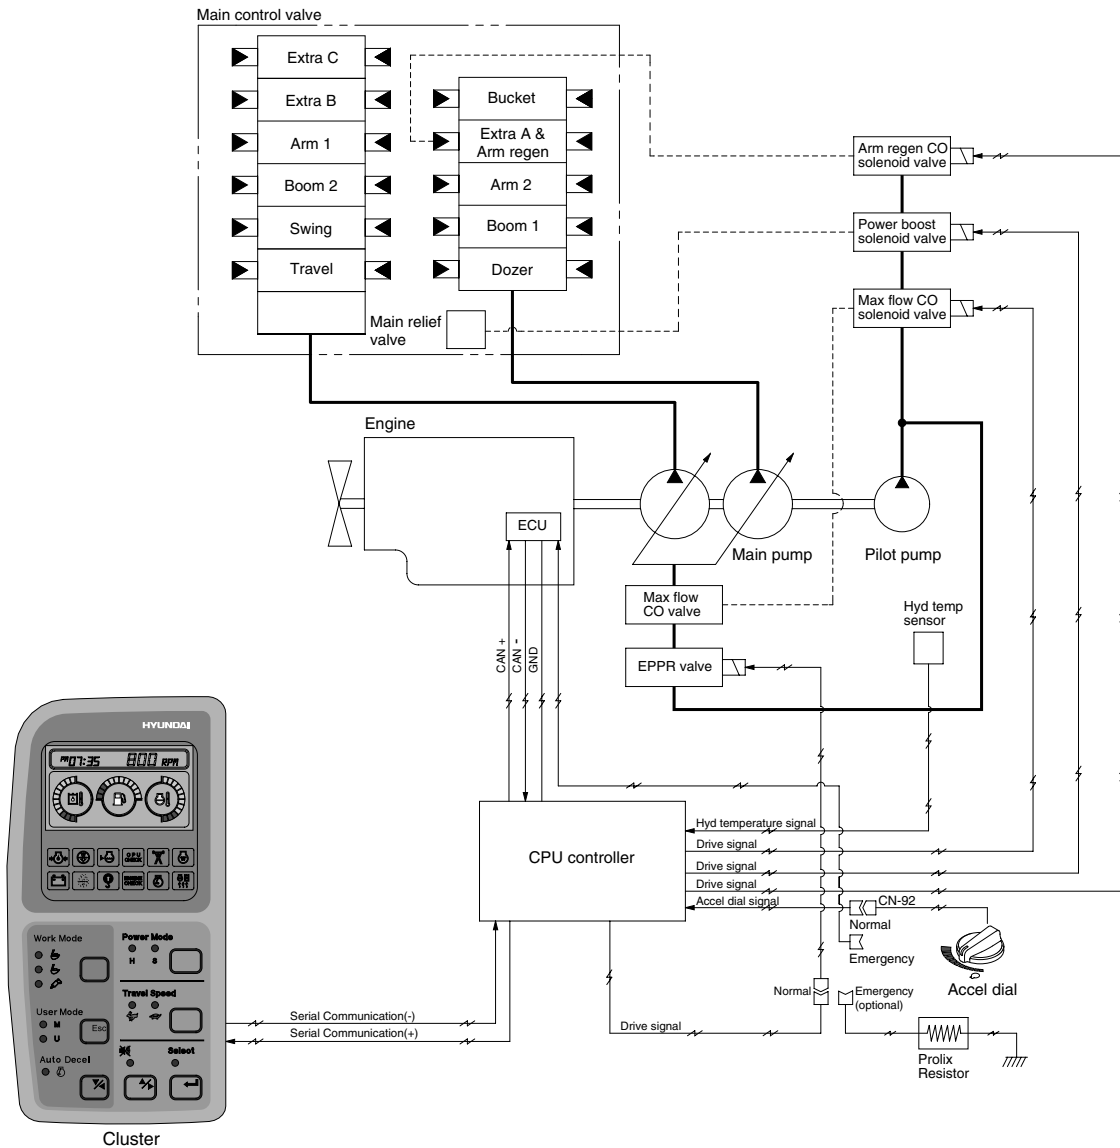 Main control valve
Extra C
Extra B
Arm 1
Boom 2
Swing
Travel
Bucket
Extra A &
Arm regen
Arm 2
Boom 1
Dozer
Main relief
valve
Arm regen CO
solenoid valve
Power boost
solenoid valve
Max flow CO
solenoid valve
Engine
ECU
Main pump
Pilot pump
Max flow
CO valve
EPPR valve
Hyd temp
sensor
CAN +
CAN -
GND
CPU controller
Hyd temperature signal
Drive signal
Drive signal
Drive signal
Accel dial signal
CN-92
Normal
Emergency
Accel dial
Normal
Emergency
(optional)
Drive signal
Prolix
Resistor
Serial Communication(-)
Serial Communication(+)
HYUNDAI
PM 07:35 800 RPM
CPU
CHECK
ENGINE
CHECK
Work Mode
Power Mode
H S
Travel Speed
User Mode
M
U
Esc
Auto Decel
Select
Cluster